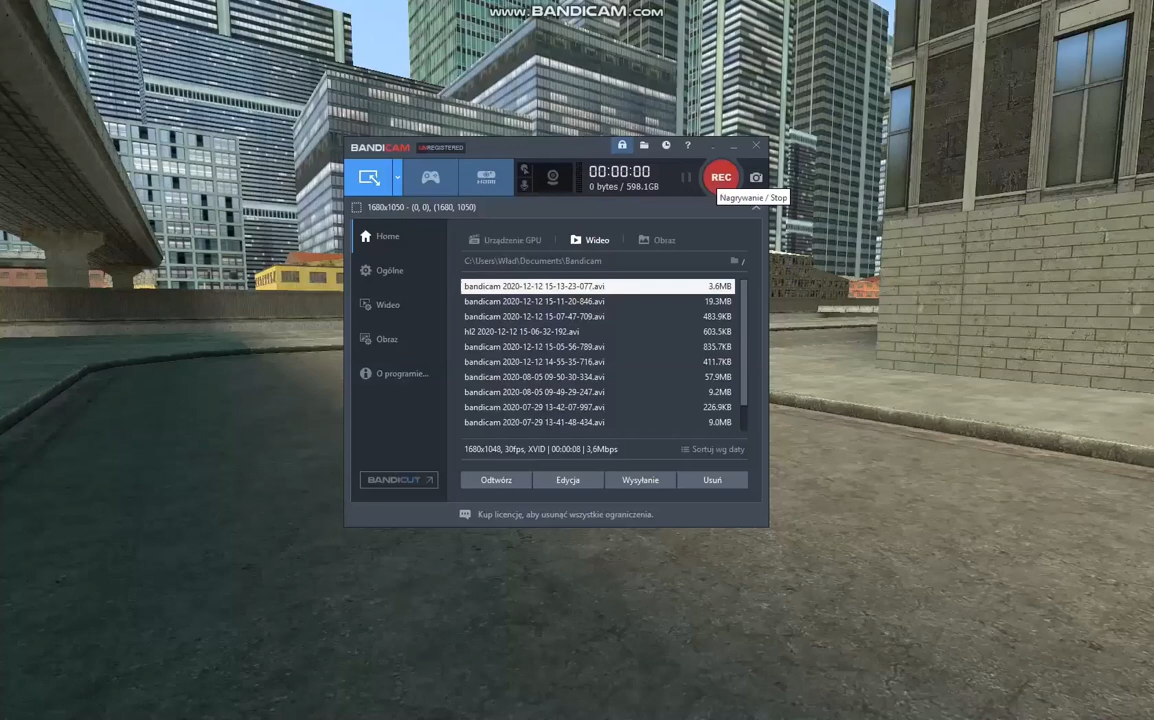 www.BANDICAM.com
BANDICAM UNREGISTERED
HDMI
00:00:00
0 bytes / 598.1GB
REC
Nagrywanie / Stop
1680x1050 - (0, 0), (1680, 1050)
Home
Ogólne
Wideo
Obraz
O programie...
BANDICUT
Urządzenie GPU
Wideo
Obraz
C:\Users\Wład\Documents\Bandicam
bandicam 2020-12-12 15-13-23-077.avi 3.6MB
bandicam 2020-12-12 15-11-20-846.avi 19.3MB
bandicam 2020-12-12 15-07-47-709.avi 483.9KB
hl2 2020-12-12 15-06-32-192.avi 603.5KB
bandicam 2020-12-12 15-05-56-789.avi 835.7KB
bandicam 2020-12-12 14-55-35-716.avi 411.7KB
bandicam 2020-08-05 09-50-30-334.avi 57.9MB
bandicam 2020-08-05 09-49-29-247.avi 9.2MB
bandicam 2020-07-29 13-42-07-997.avi 226.9KB
bandicam 2020-07-29 13-41-48-434.avi 9.0MB
1680x1048, 30fps, XVID | 00:00:08 | 3,6Mbps
Sortuj wg daty
Odtwórz
Edycja
Wysyłanie
Usuń
Kup licencję, aby usunąć wszystkie ograniczenia.